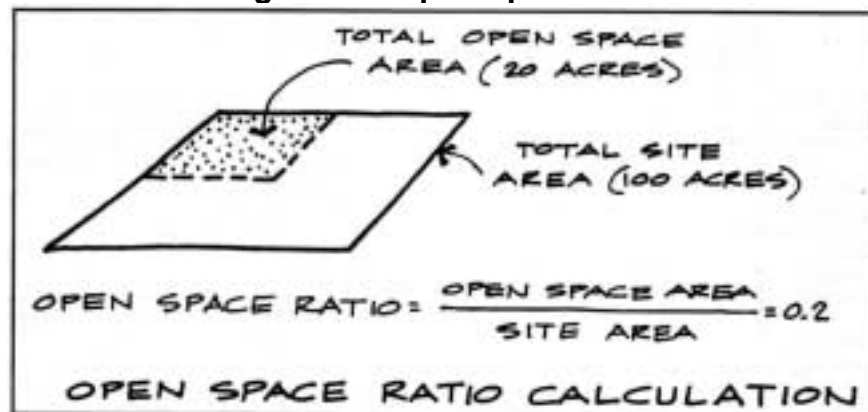 TOTAL OPEN SPACE
AREA (20 ACRES)
TOTAL SITE
AREA (100 ACRES)
OPEN SPACE RATIO = OPEN SPACE AREA / SITE AREA = 0.2
OPEN SPACE RATIO CALCULATION